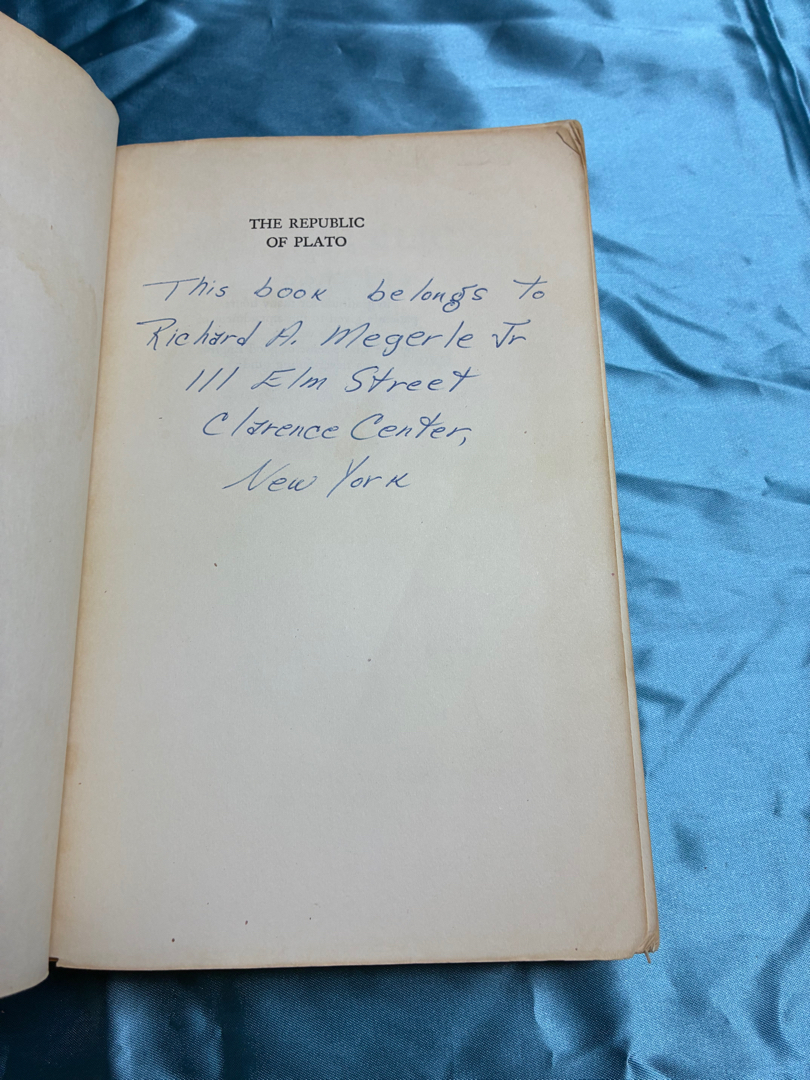 THE REPUBLIC
OF PLATO
This book belongs to
Richard A. Megerle Jr
111 Elm Street
Clarence Center,
New York